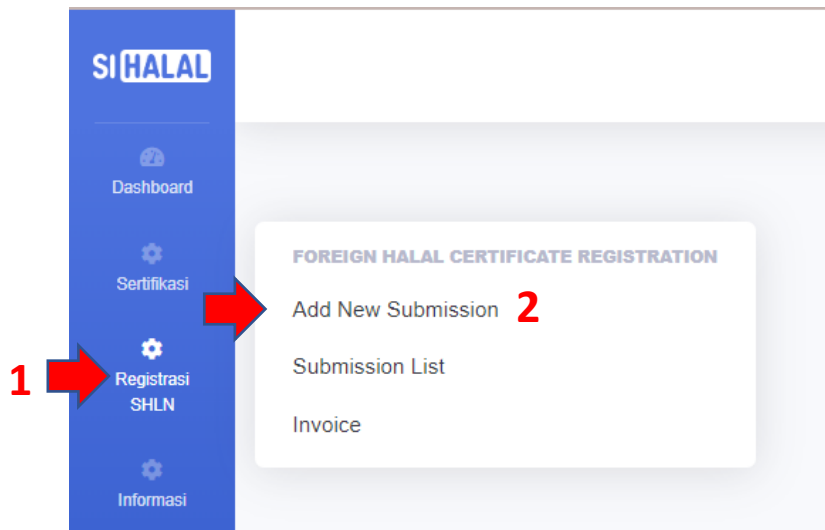 SI HALAL
Dashboard
Sertifikasi
1
Registrasi
SHLN
Informasi
FOREIGN HALAL CERTIFICATE REGISTRATION
Add New Submission 2
Submission List
Invoice